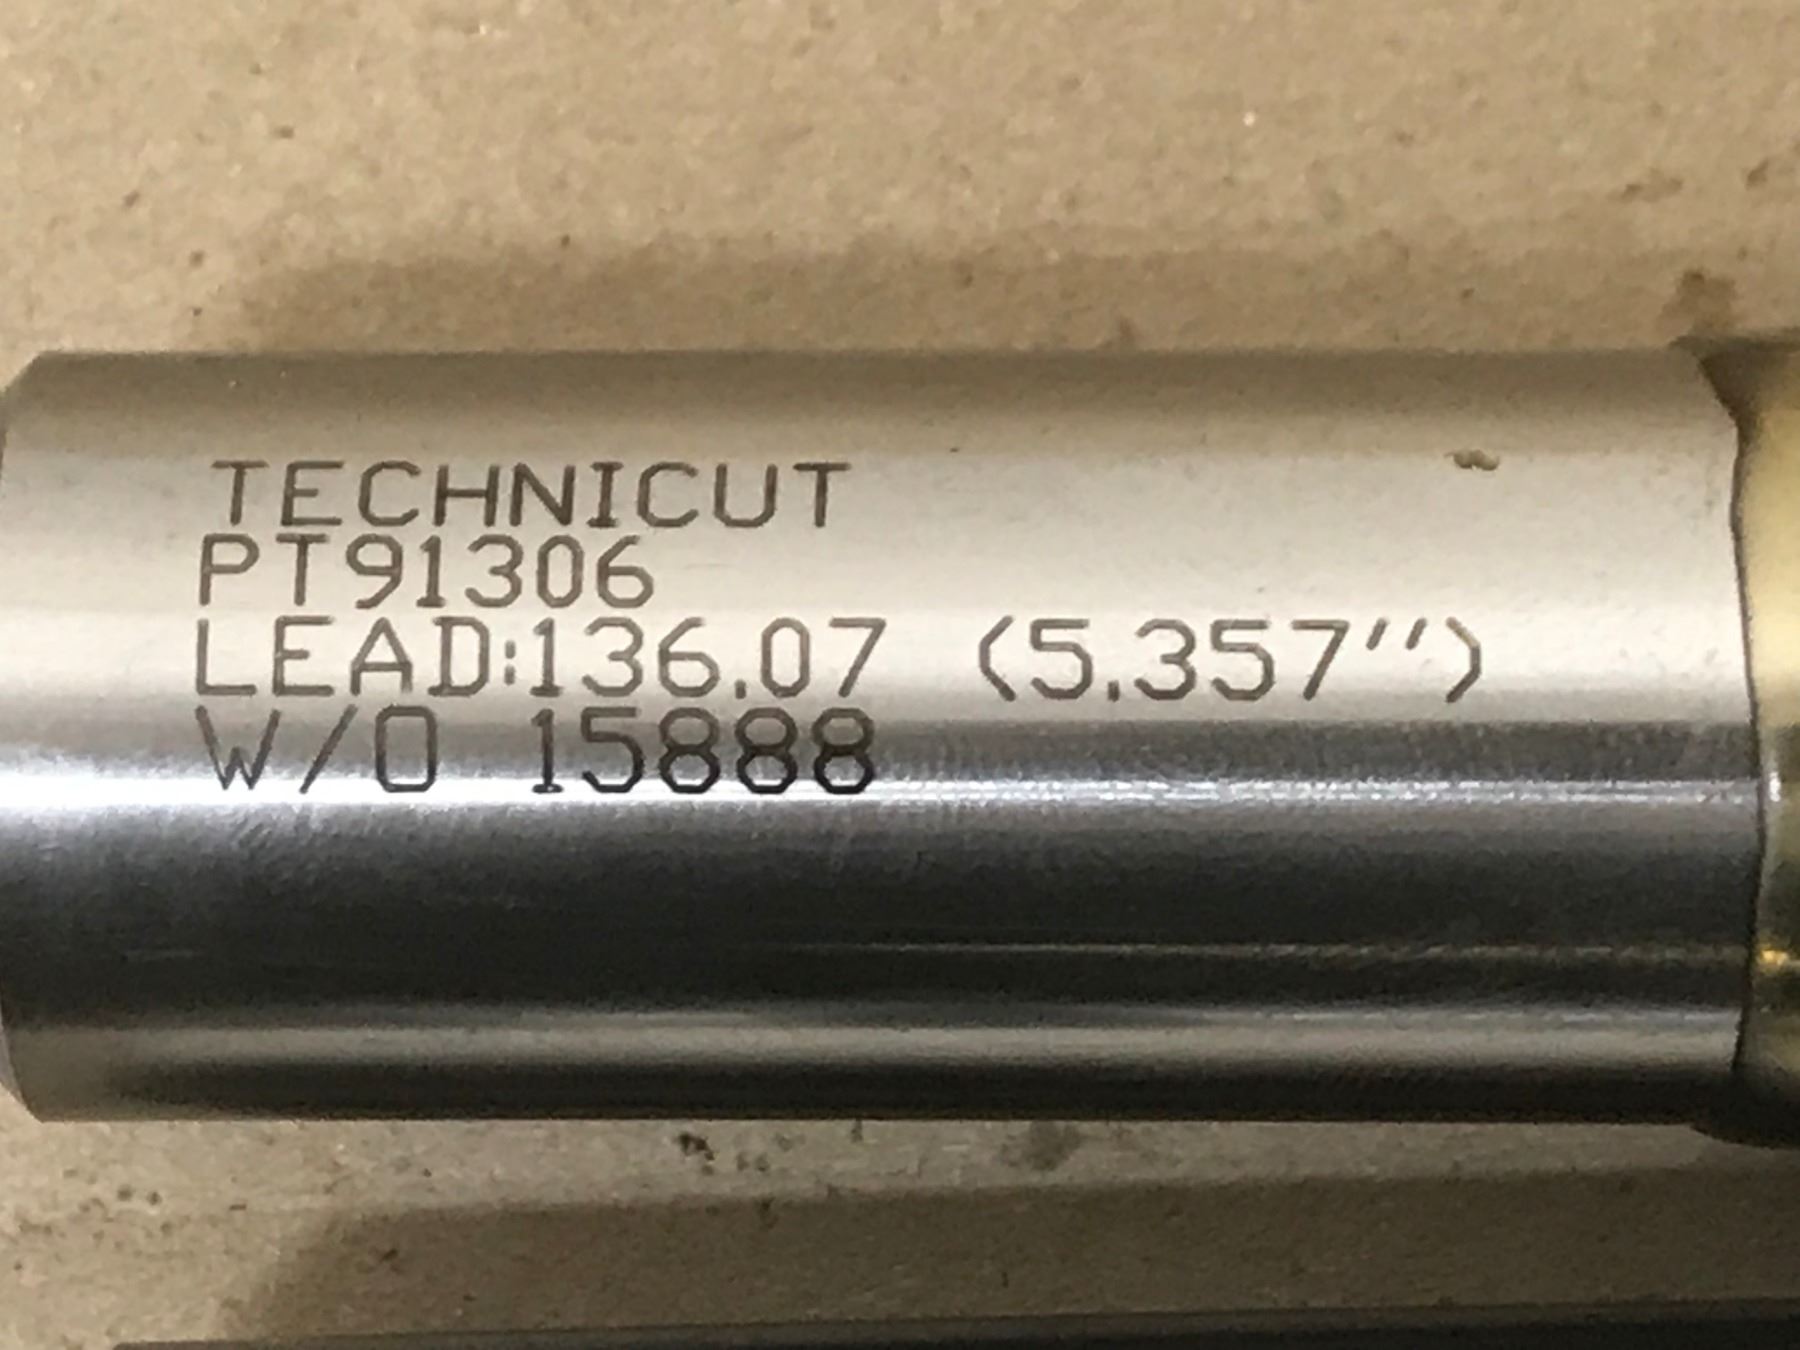 TECHNICUT
PT91306
LEAD:136.07 (5.357")
W/O 15888